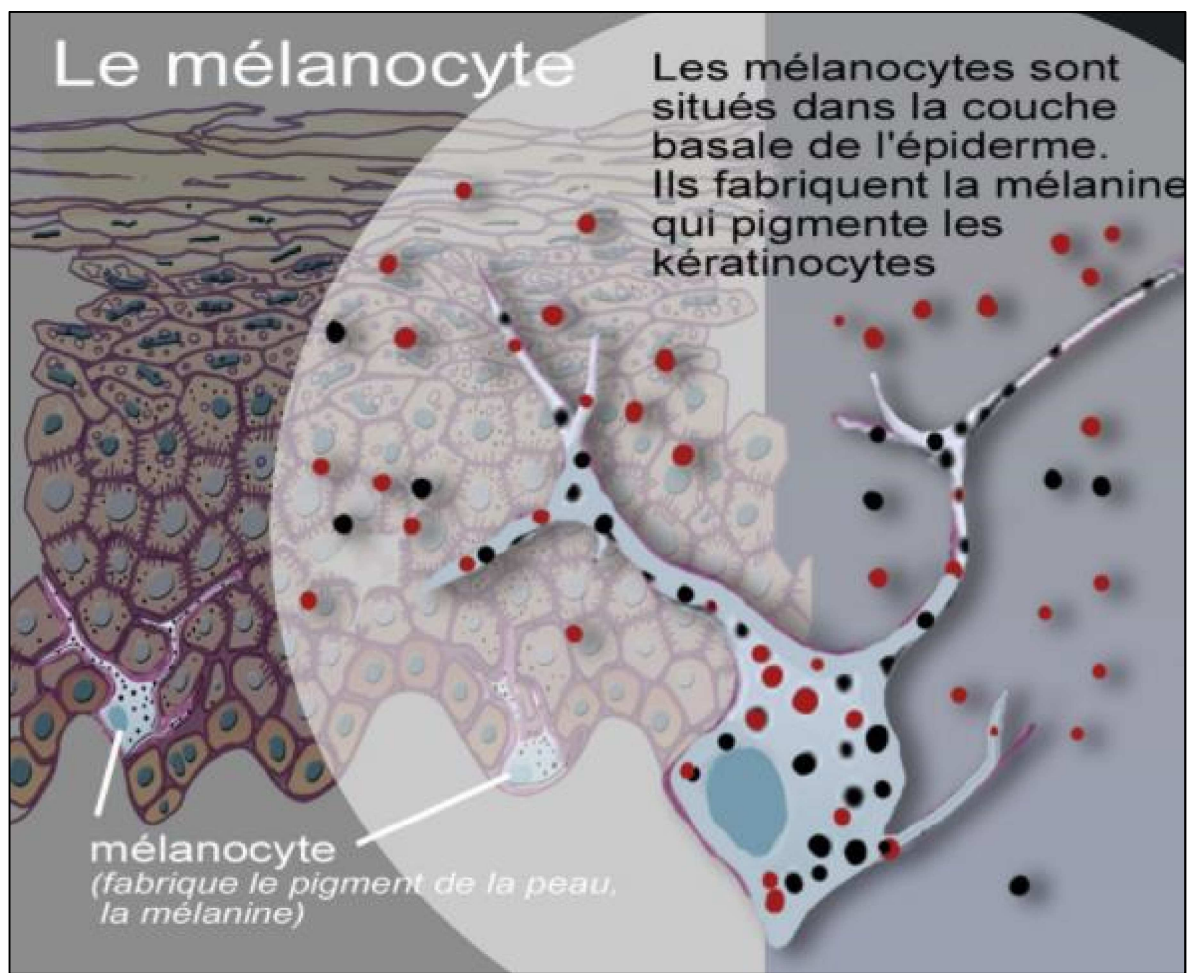 Le mélanocyte
Les mélanocytes sont
situés dans la couche
basale de l'épiderme.
Ils fabriquent la mélanine
qui pigmente les
kératinocytes
mélanocyte
(fabrique le pigment de la peau,
la mélanine)